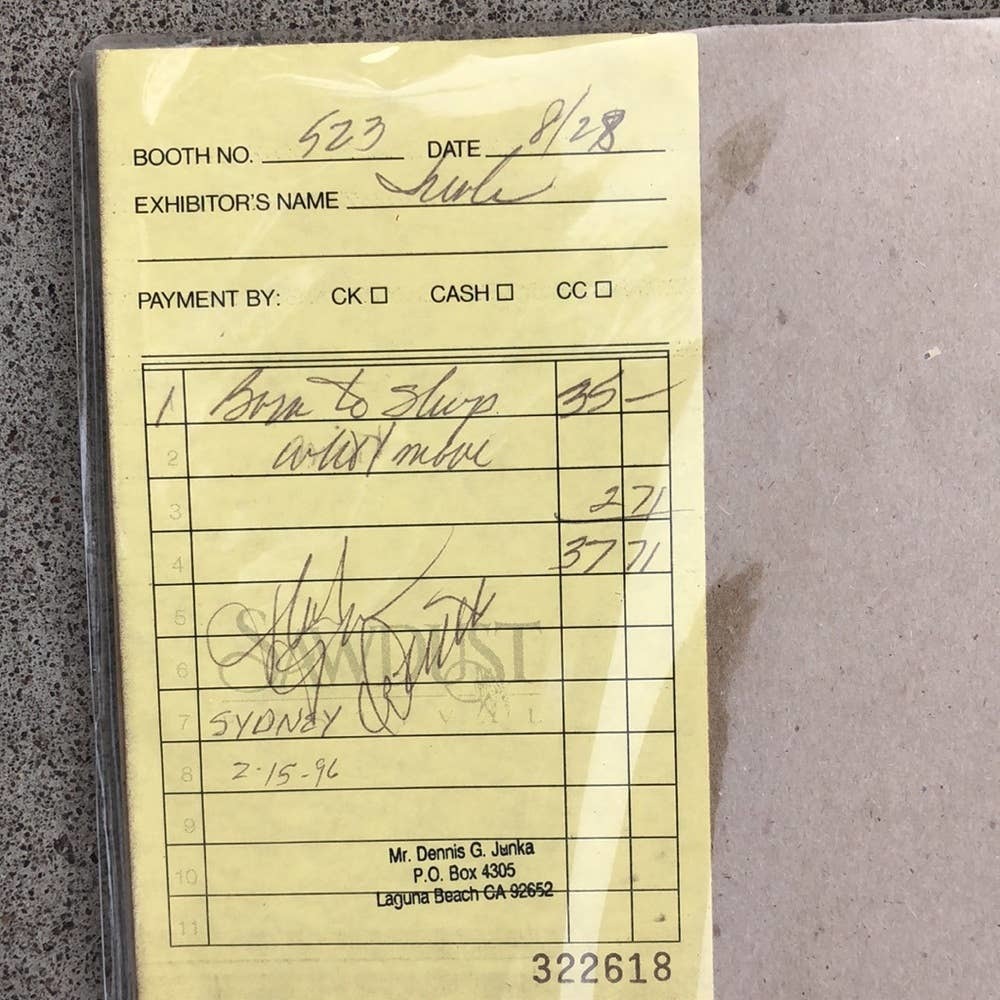 BOOTH NO. 523 DATE 8/28
EXHIBITOR'S NAME
PAYMENT BY: CK CASH CC
1 Born to Shop 35 –
2 move
3 2 71
4 37 71
5
6 SAWDUST
7 SYDNEY
8 2-15-96
9
10 Mr. Dennis G. Junka
P.O. Box 4305
Laguna Beach CA 92652
11
322618